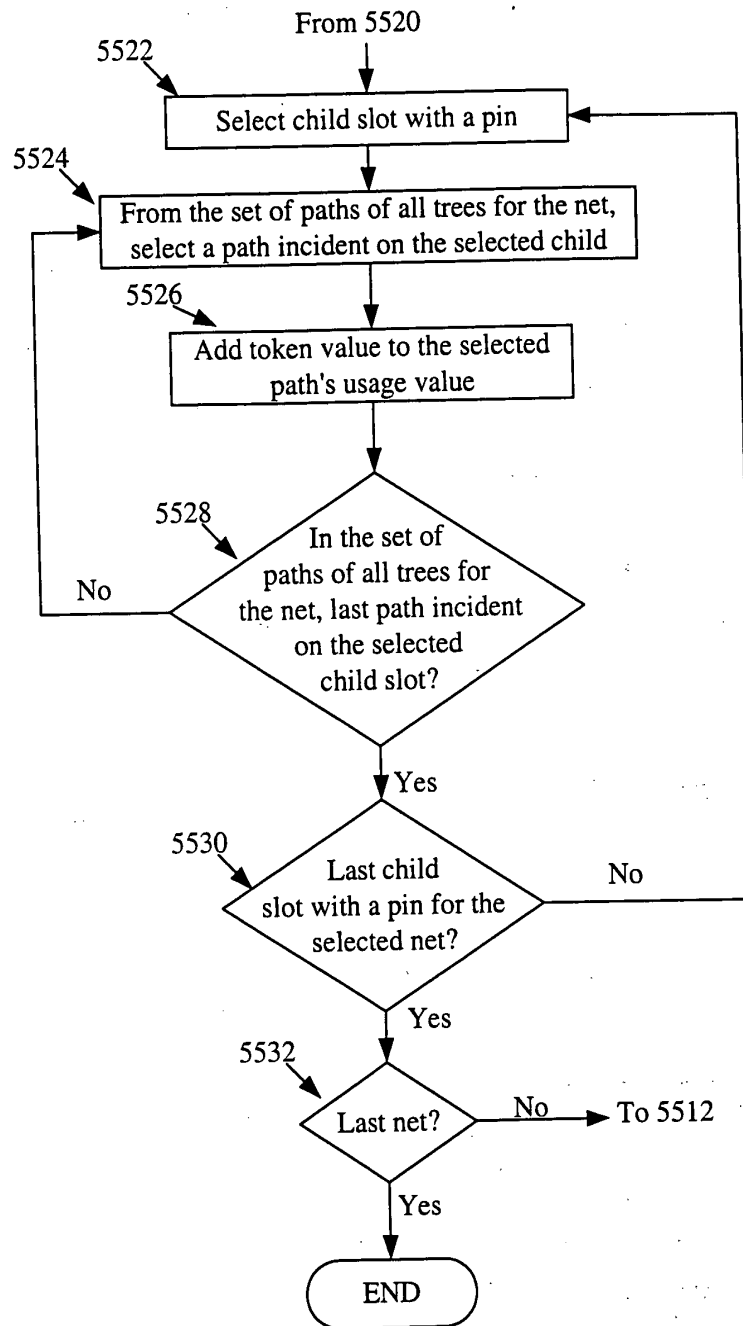 From 5520
5522
Select child slot with a pin
5524
From the set of paths of all trees for the net,
select a path incident on the selected child
5526
Add token value to the selected
path's usage value
5528
In the set of
paths of all trees for
the net, last path incident
on the selected
child slot?
No
Yes
5530
Last child
slot with a pin for the
selected net?
No
Yes
5532
Last net?
No
To 5512
Yes
END